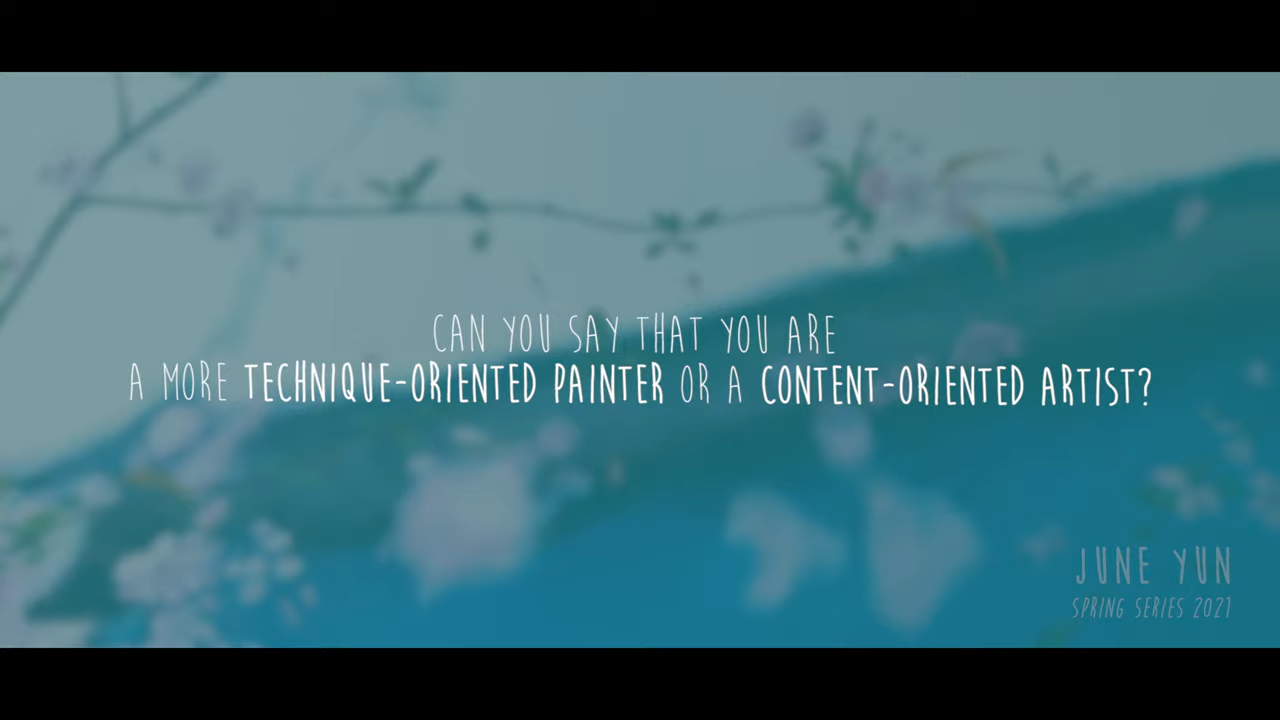 CAN YOU SAY THAT YOU ARE
A MORE TECHNIQUE-ORIENTED PAINTER OR A CONTENT-ORIENTED ARTIST?
JUNE YUN
SPRING SERIES 2021